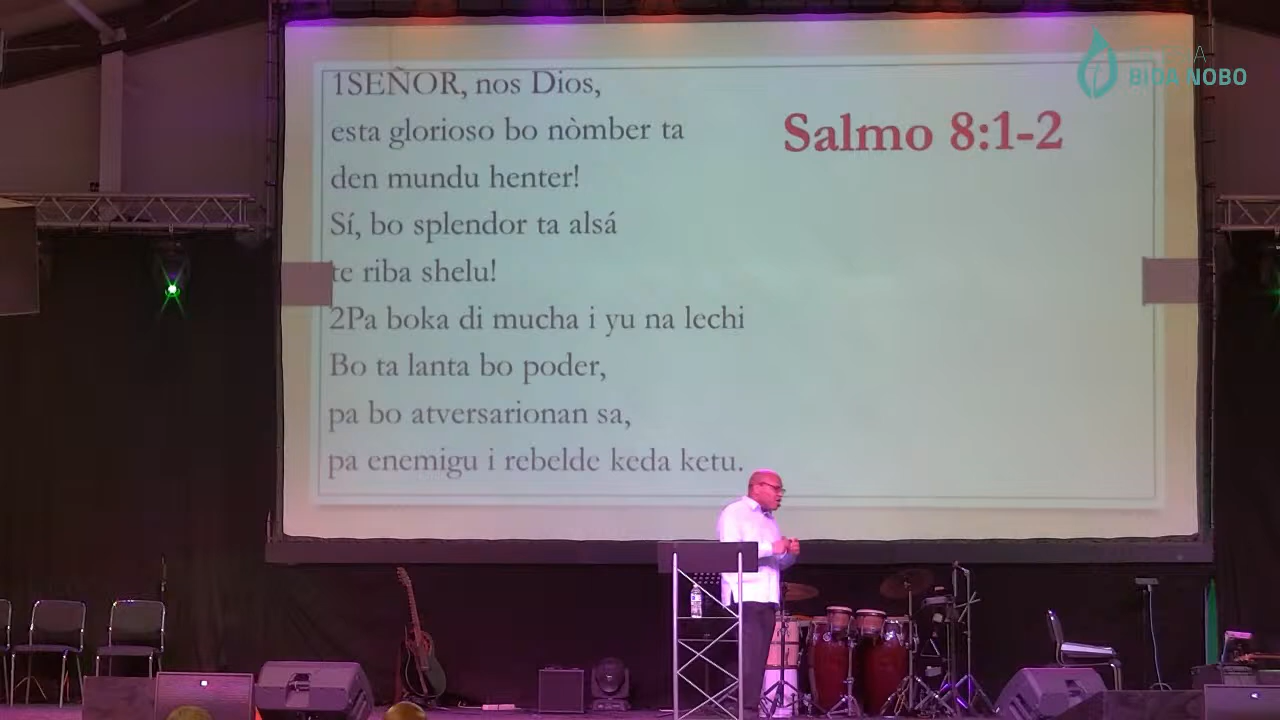 1SEÑOR, nos Dios,
esta glorioso bo nòmber ta
den mundu henter!
Sí, bo splendor ta alsá
te riba shelu!
2Pa boka di mucha i yu na lechi
Bo ta lanta bo poder,
pa bo atversarionan sa,
pa enemigu i rebelde keda ketu.
Salmo 8:1-2
BIDA NOBO